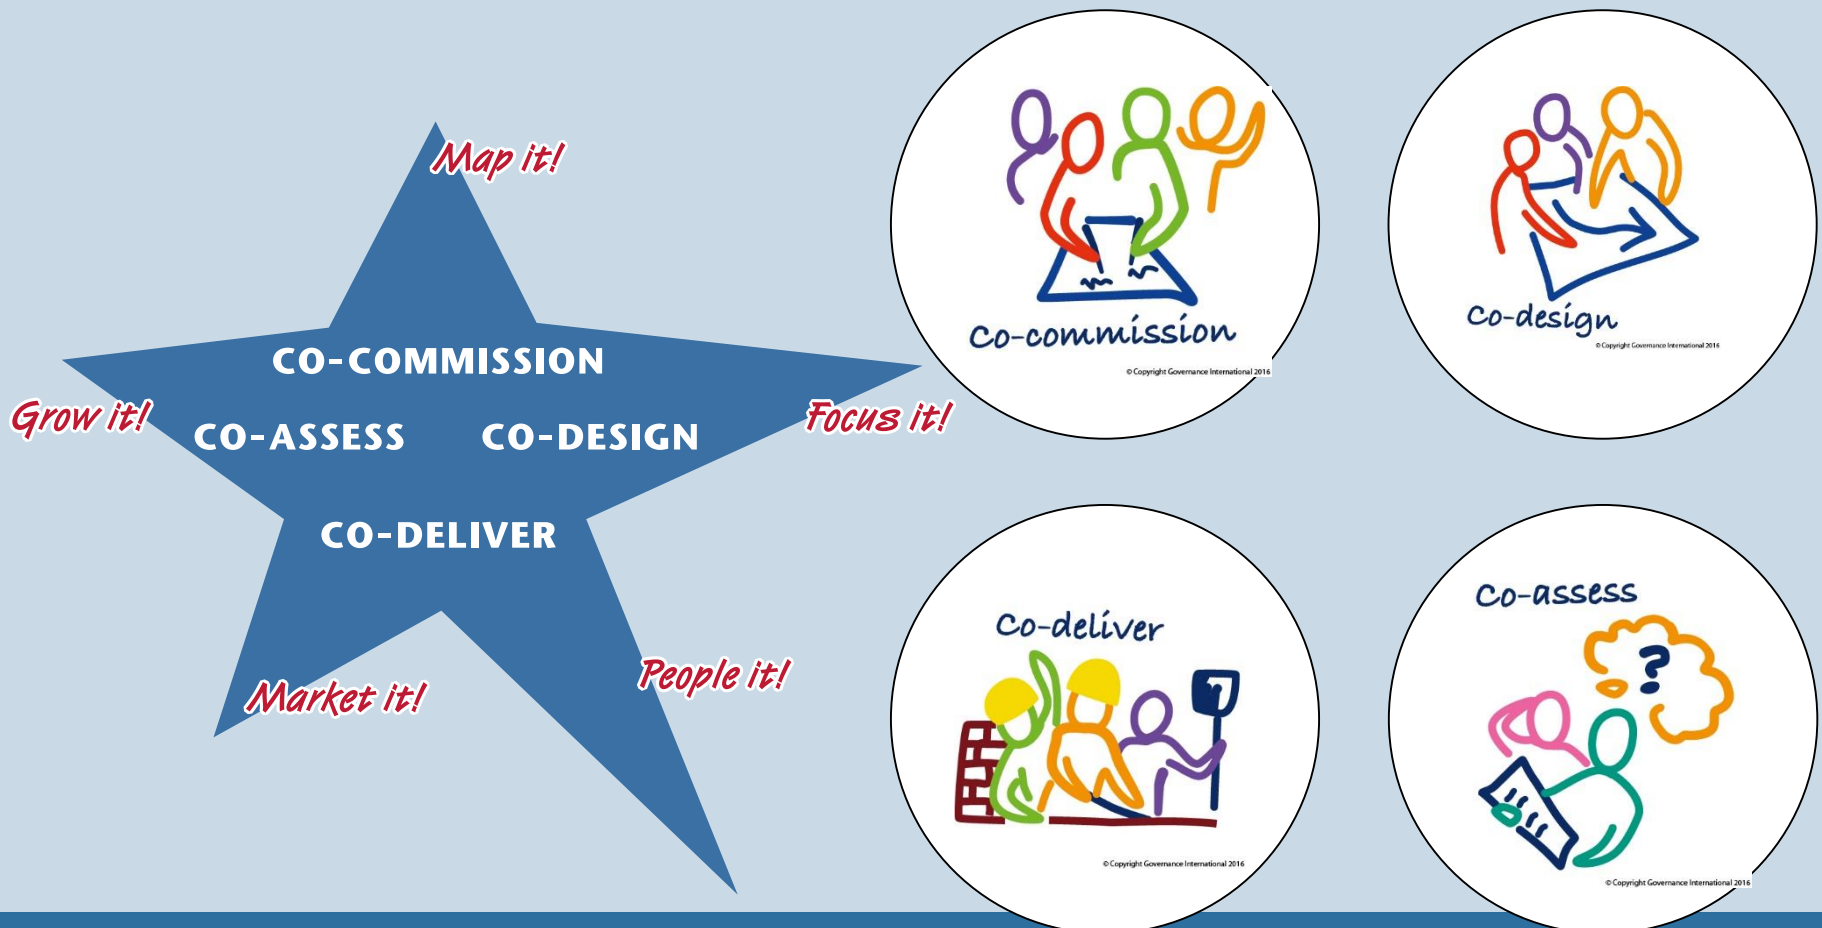 Map it!
CO-COMMISSION
Grow it!
CO-ASSESS
CO-DESIGN
Focus it!
CO-DELIVER
Market it!
People it!
Co-commission
© Copyright Governance International 2016
Co-design
© Copyright Governance International 2016
Co-deliver
© Copyright Governance International 2016
Co-assess
?
© Copyright Governance International 2016